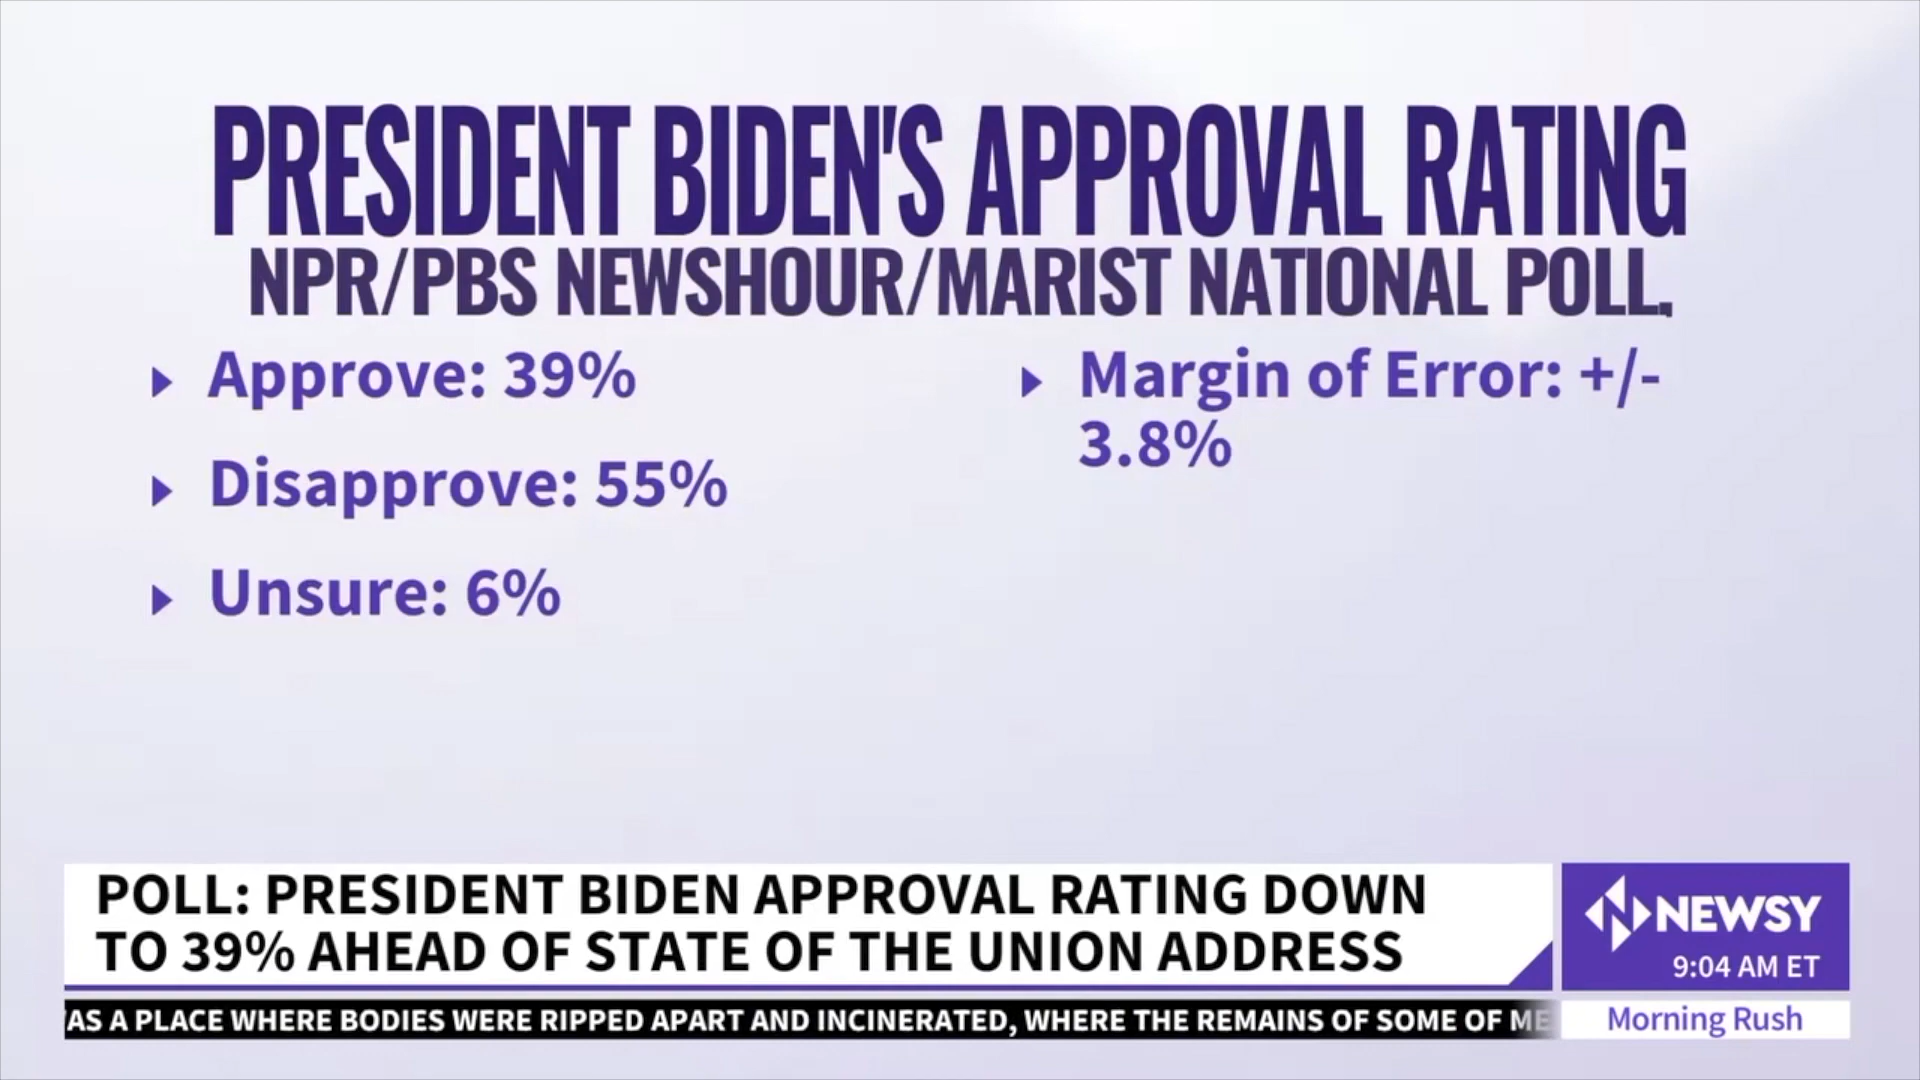 PRESIDENT BIDEN'S APPROVAL RATING
NPR/PBS NEWSHOUR/MARIST NATIONAL POLL.
Approve: 39%
Disapprove: 55%
Unsure: 6%
Margin of Error: +/-
3.8%
POLL: PRESIDENT BIDEN APPROVAL RATING DOWN
TO 39% AHEAD OF STATE OF THE UNION ADDRESS
NEWSY
9:04 AM ET
AS A PLACE WHERE BODIES WERE RIPPED APART AND INCINERATED, WHERE THE REMAINS OF SOME OF
Morning Rush